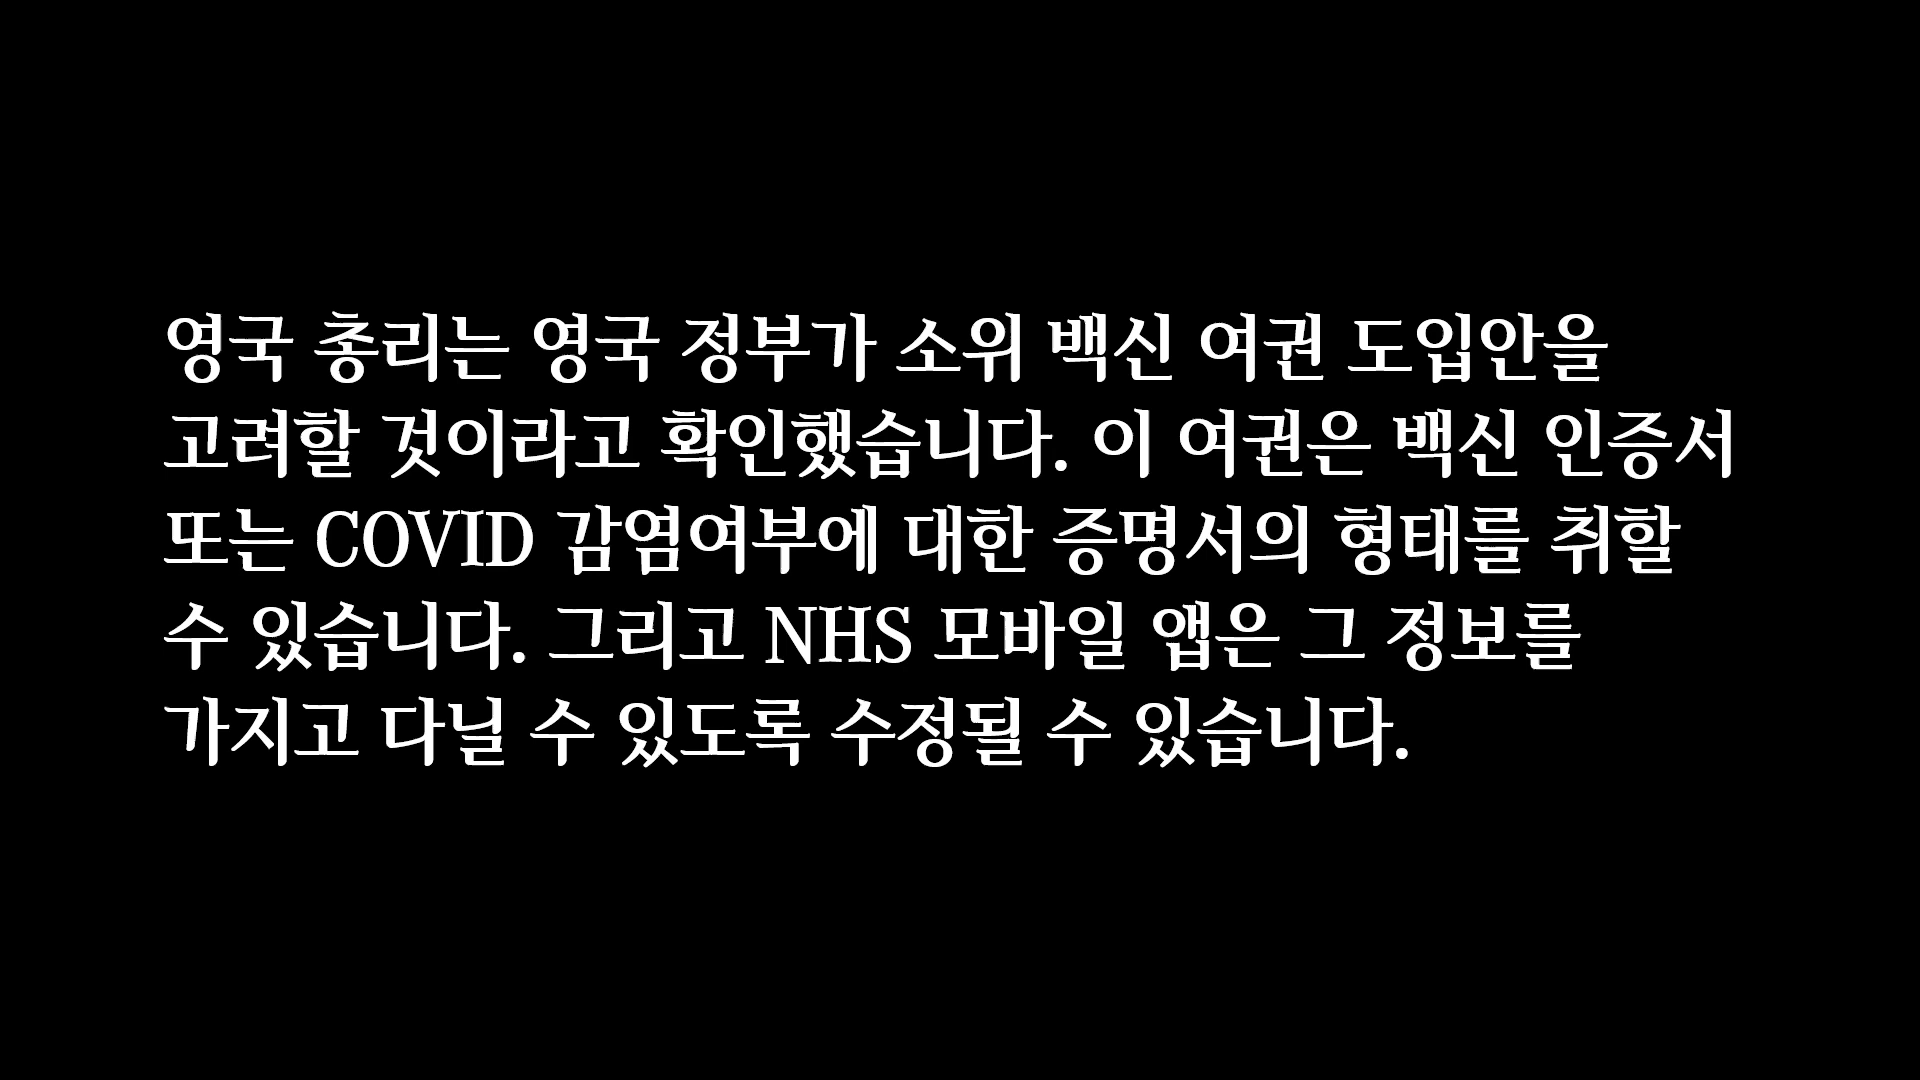 영국 총리는 영국 정부가 소위 백신 여권 도입안을
고려할 것이라고 확인했습니다. 이 여권은 백신 인증서
또는 COVID 감염여부에 대한 증명서의 형태를 취할
수 있습니다. 그리고 NHS 모바일 앱은 그 정보를
가지고 다닐 수 있도록 수정될 수 있습니다.